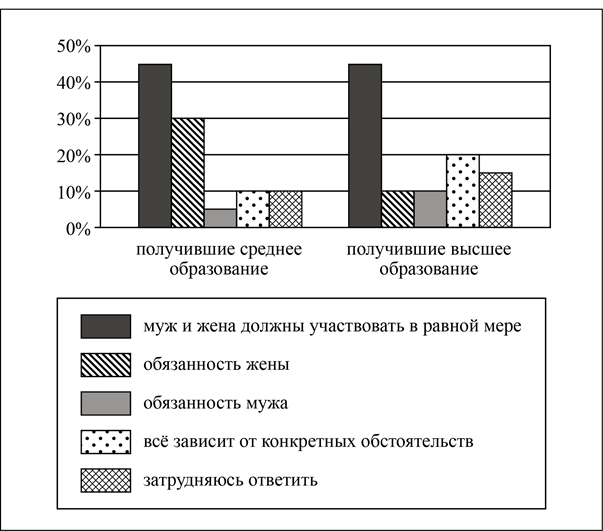 50%
40%
30%
20%
10%
0%
получившие среднее
образование
получившие высшее
образование
муж и жена должны участвовать в равной мере
обязанность жены
обязанность мужа
всё зависит от конкретных обстоятельств
затрудняюсь ответить